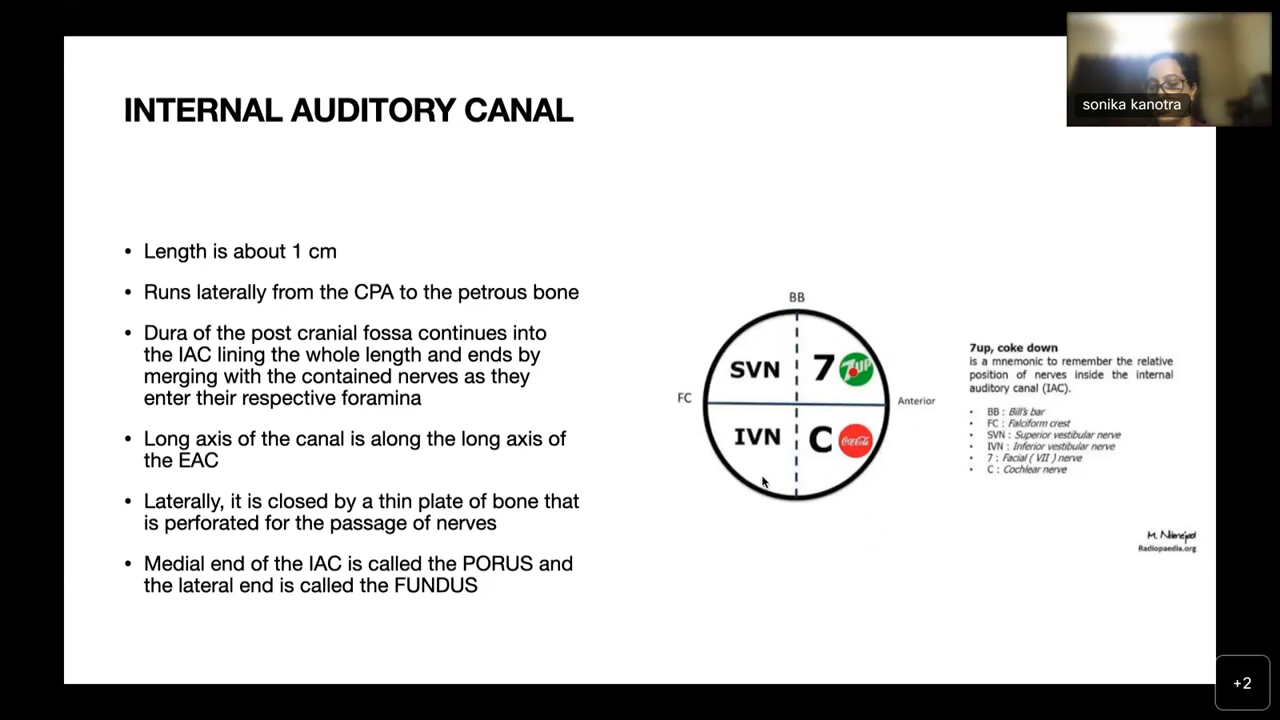 sonika kanotra
INTERNAL AUDITORY CANAL
• Length is about 1 cm
• Runs laterally from the CPA to the petrous bone
• Dura of the post cranial fossa continues into
the IAC lining the whole length and ends by
merging with the contained nerves as they
enter their respective foramina
• Long axis of the canal is along the long axis of
the EAC
• Laterally, it is closed by a thin plate of bone that
is perforated for the passage of nerves
• Medial end of the IAC is called the PORUS and
the lateral end is called the FUNDUS
BB
SVN 7 7UP
FC
Anterior
IVN C Coca-Cola
7up, coke down
is a mnemonic to remember the relative
position of nerves inside the internal
auditory canal (IAC).
• BB : Bill's bar
• FC : Falciform crest
• SVN : Superior vestibular nerve
• IVN : Inferior vestibular nerve
• 7 : Facial ( VII ) nerve
• C : Cochlear nerve
Radiopaedia.org
+2